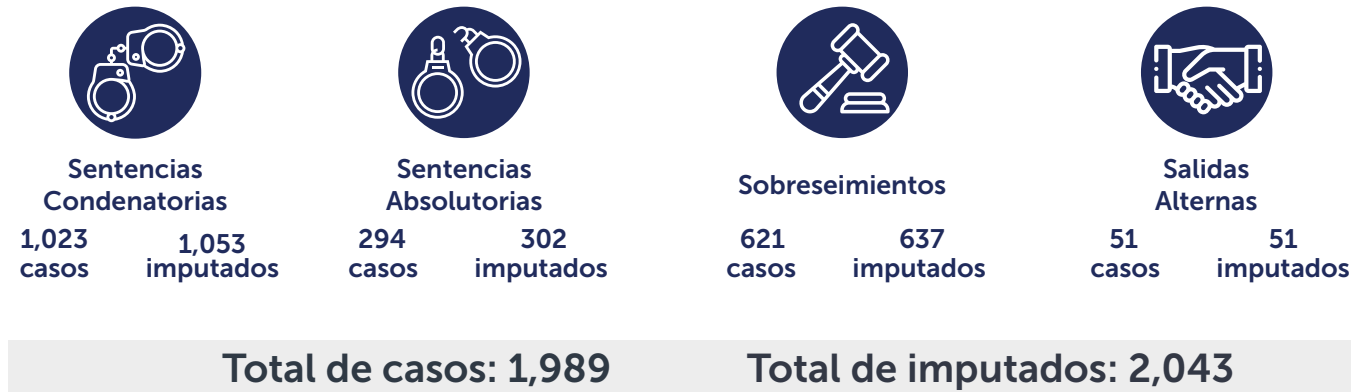 Sentencias
Condenatorias
1,023
casos
1,053
imputados
Sentencias
Absolutorias
294
casos
302
imputados
Sobreseimientos
621
casos
637
imputados
Salidas
Alternas
51
casos
51
imputados
Total de casos: 1,989
Total de imputados: 2,043